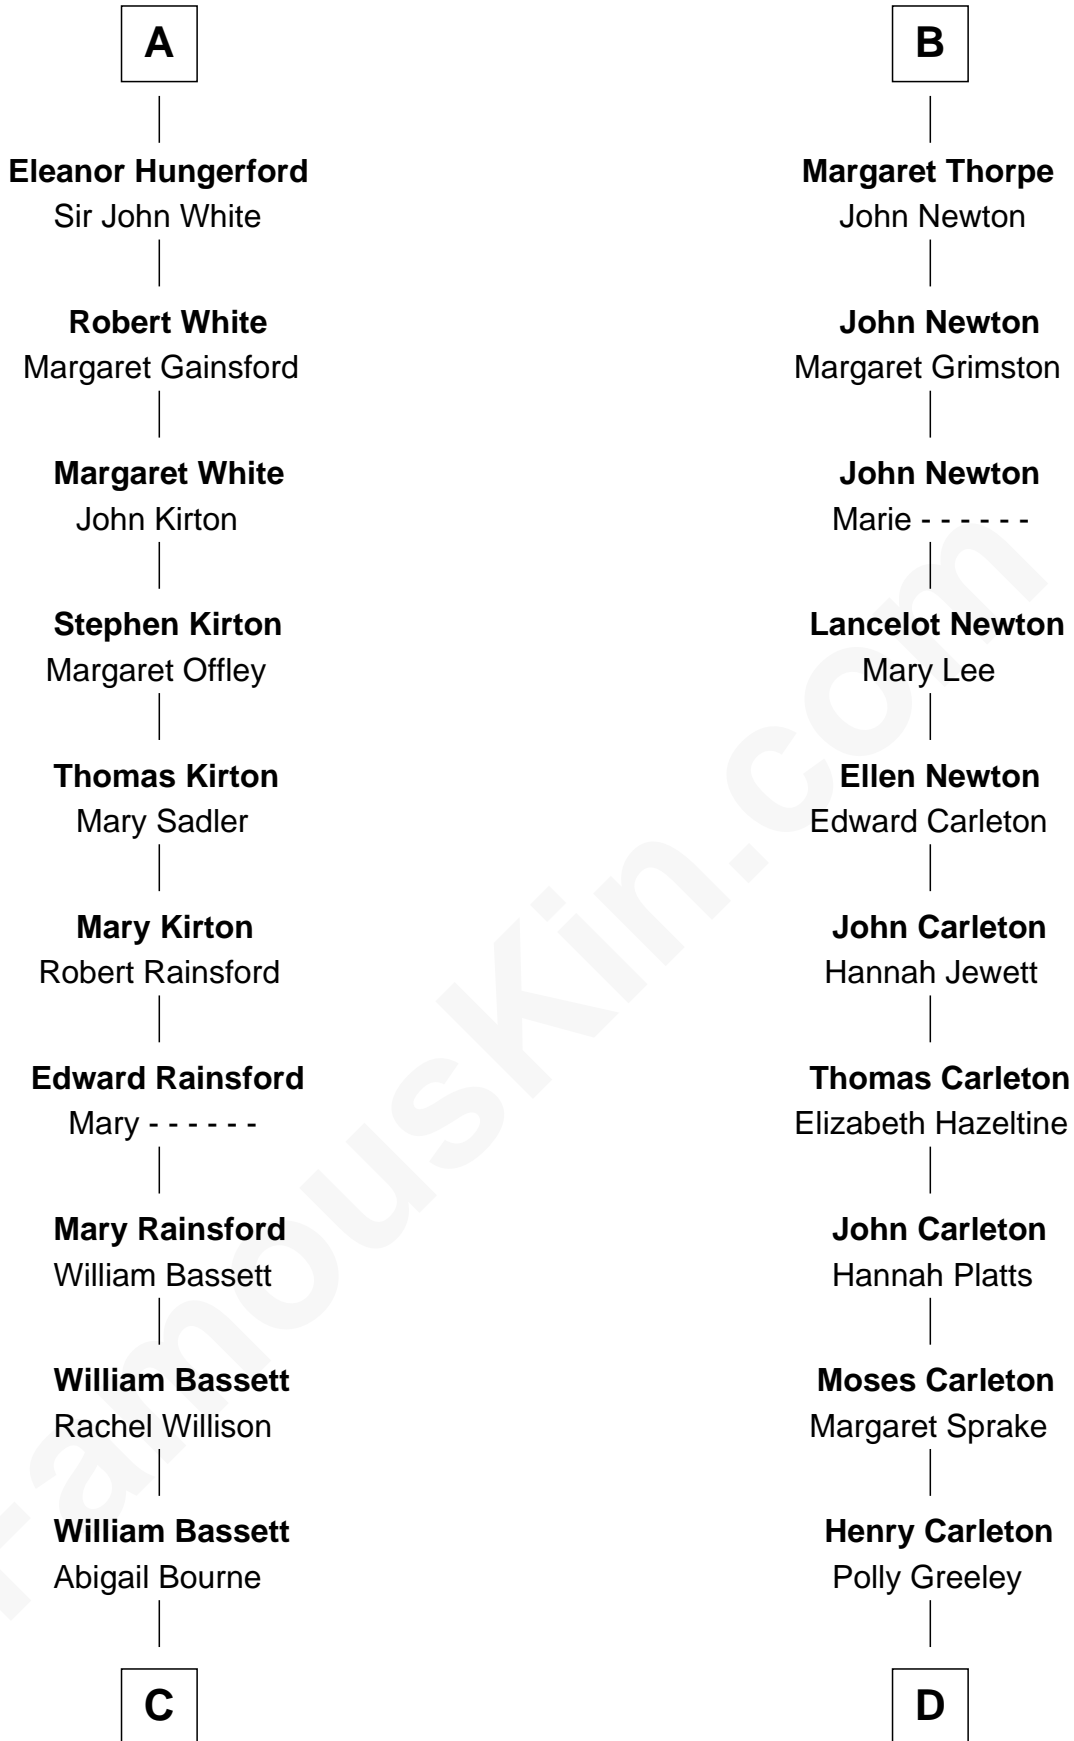 A
Eleanor Hungerford
Sir John White
Robert White
Margaret Gainsford
Margaret White
John Kirton
Stephen Kirton
Margaret Offley
Thomas Kirton
Mary Sadler
Mary Kirton
Robert Rainsford
Edward Rainsford
Mary - - - - - -
Mary Rainsford
William Bassett
William Bassett
Rachel Willison
William Bassett
Abigail Bourne
C
B
Margaret Thorpe
John Newton
John Newton
Margaret Grimston
John Newton
Marie - - - - - -
Lancelot Newton
Mary Lee
Ellen Newton
Edward Carleton
John Carleton
Hannah Jewett
Thomas Carleton
Elizabeth Hazeltine
John Carleton
Hannah Platts
Moses Carleton
Margaret Sprake
Henry Carleton
Polly Greeley
D
FamousKin.com